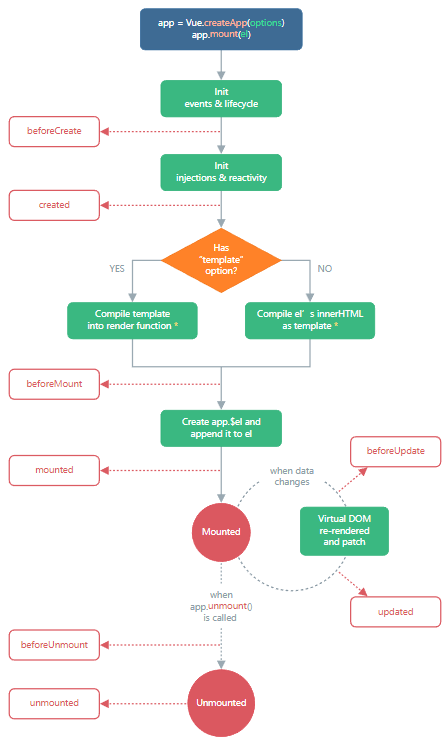 app = Vue.createApp(options)
app.mount(el)
Init
events & lifecycle
beforeCreate
Init
injections & reactivity
created
Has
"template"
option?
YES
NO
Compile template
into render function *
Compile el's innerHTML
as template *
beforeMount
Create app.$el and
append it to el
mounted
when data
changes
beforeUpdate
Mounted
Virtual DOM
re-rendered
and patch
when
app.unmount()
is called
updated
beforeUnmount
unmounted
Unmounted